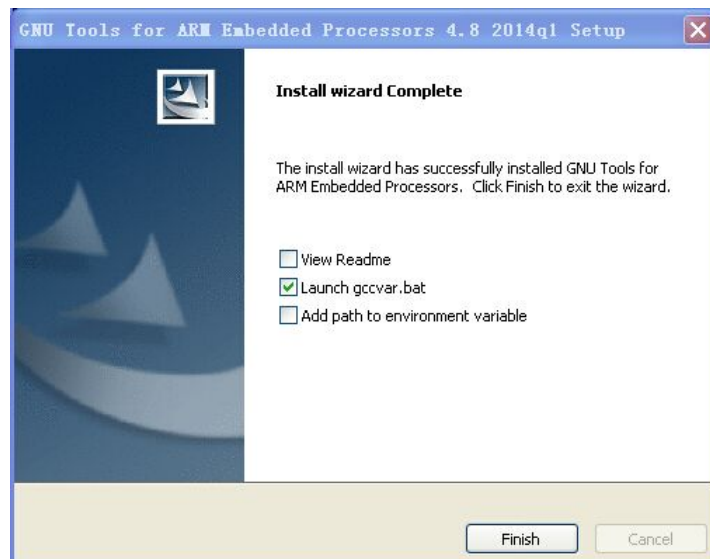 GNU Tools for ARM Embedded Processors 4.8 2014q1 Setup
Install wizard Complete
The install wizard has successfully installed GNU Tools for
ARM Embedded Processors. Click Finish to exit the wizard.
View Readme
Launch gccvar.bat
Add path to environment variable
Finish
Cancel